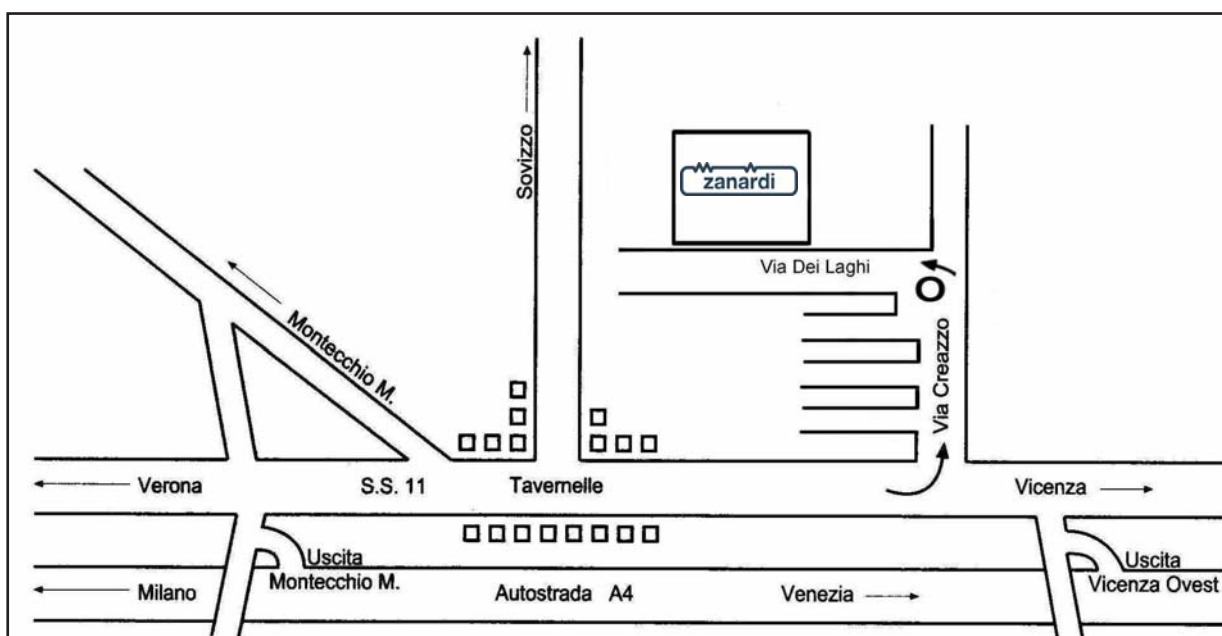 Sovizzo
zanardi
Via Dei Laghi
Montecchio M.
Via Creazzo
Verona
S.S. 11
Tavernelle
Vicenza
Uscita
Montecchio M.
Uscita
Vicenza Ovest
Milano
Autostrada A4
Venezia